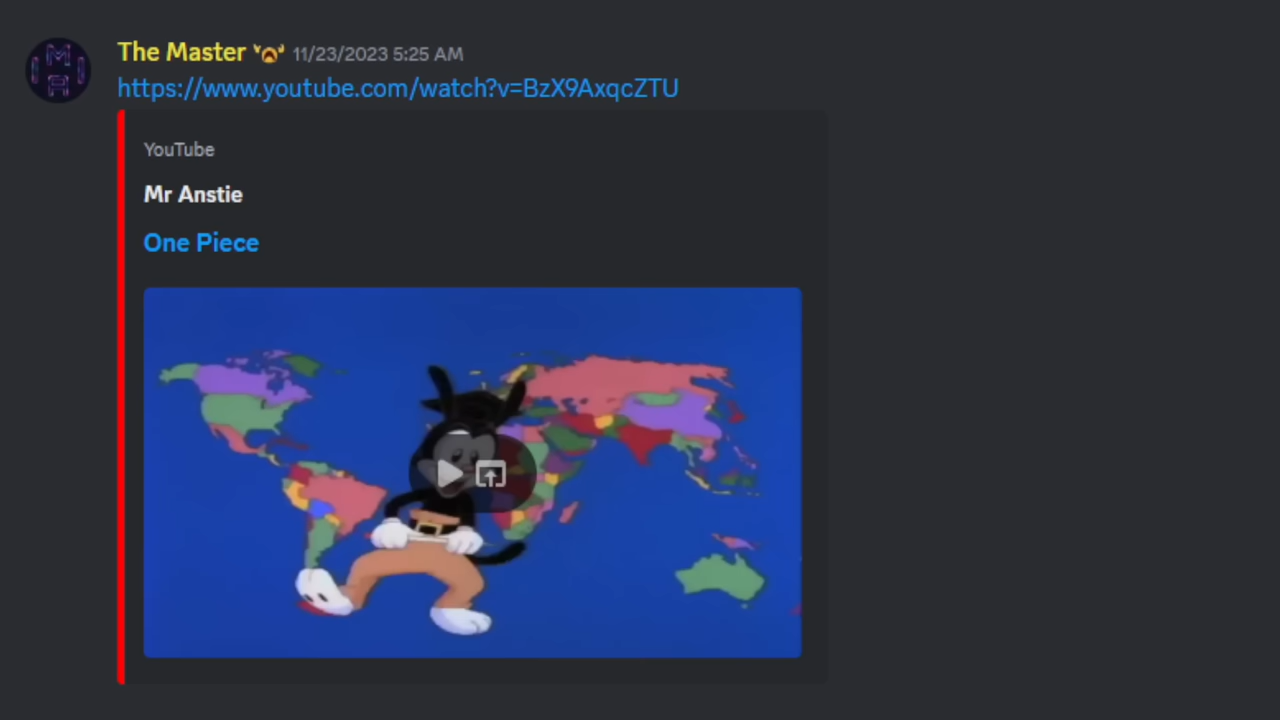 The Master 11/23/2023 5:25 AM
https://www.youtube.com/watch?v=BzX9AxqcZTU
YouTube
Mr Anstie
One Piece